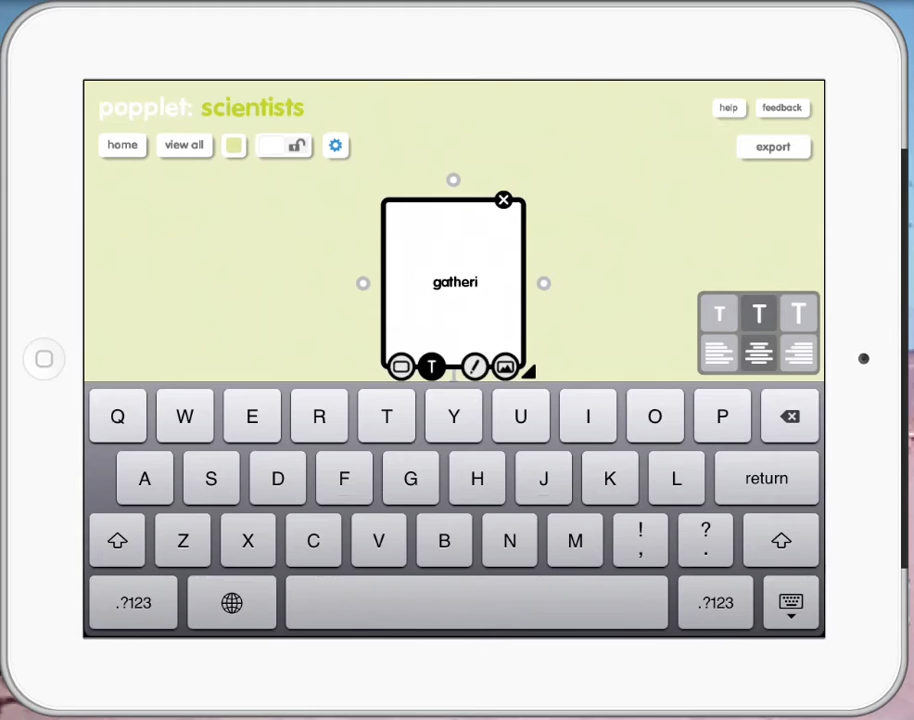 popplet: scientists
help feedback
home view all
export
gatheri
T T T
T
Q W E R T Y U I O P
A S D F G H J K L return
Z X C V B N M ! , ? .
.?123 .?123